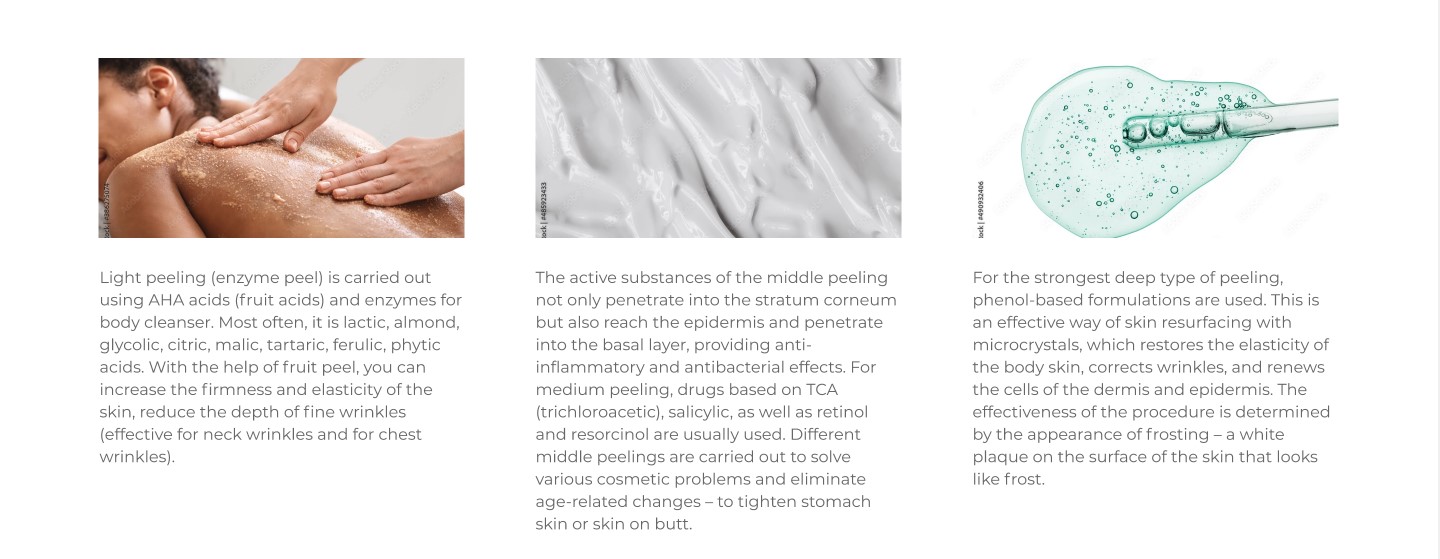 ock | #386275074
ock | #465923433
ock | #490932406
Light peeling (enzyme peel) is carried out
using AHA acids (fruit acids) and enzymes for
body cleanser. Most often, it is lactic, almond,
glycolic, citric, malic, tartaric, ferulic, phytic
acids. With the help of fruit peel, you can
increase the firmness and elasticity of the
skin, reduce the depth of fine wrinkles
(effective for neck wrinkles and for chest
wrinkles).
The active substances of the middle peeling
not only penetrate into the stratum corneum
but also reach the epidermis and penetrate
into the basal layer, providing anti-
inflammatory and antibacterial effects. For
medium peeling, drugs based on TCA
(trichloroacetic), salicylic, as well as retinol
and resorcinol are usually used. Different
middle peelings are carried out to solve
various cosmetic problems and eliminate
age-related changes – to tighten stomach
skin or skin on butt.
For the strongest deep type of peeling,
phenol-based formulations are used. This is
an effective way of skin resurfacing with
microcrystals, which restores the elasticity of
the body skin, corrects wrinkles, and renews
the cells of the dermis and epidermis. The
effectiveness of the procedure is determined
by the appearance of frosting – a white
plaque on the surface of the skin that looks
like frost.